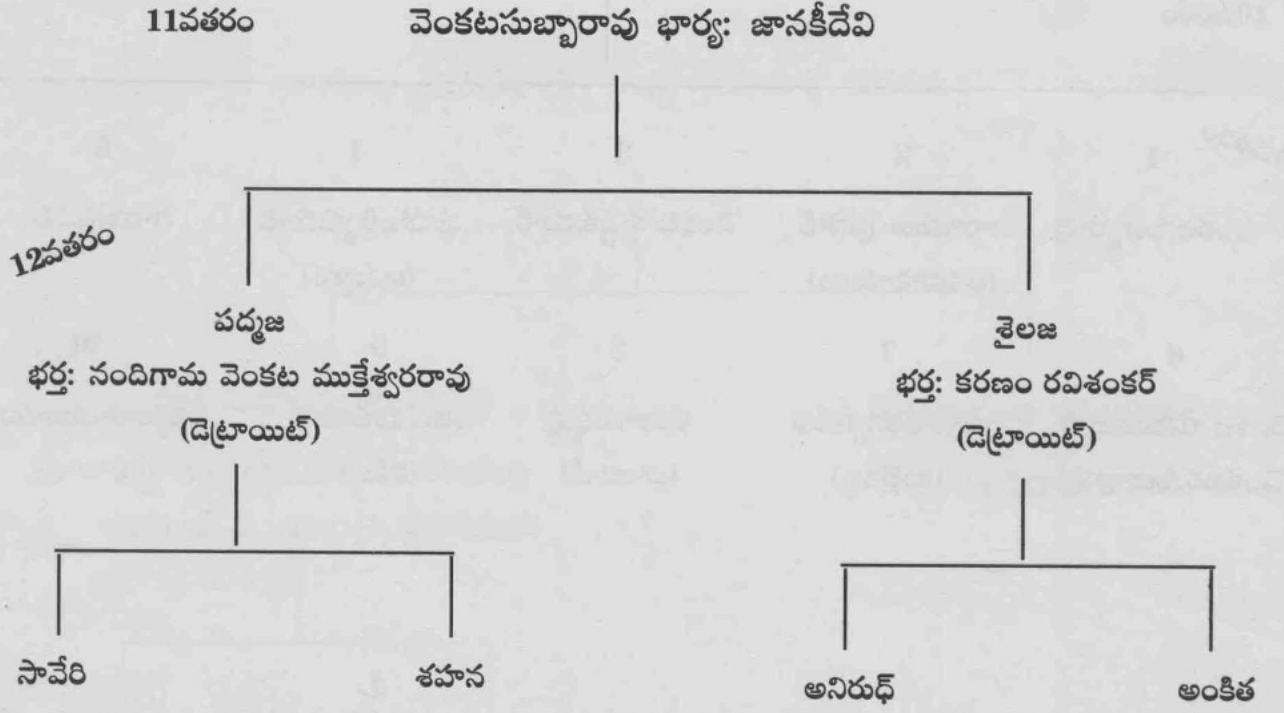 11వతరం వెంకటసుబ్బారావు భార్య: జానకీదేవి
12వతరం
పద్మజ శైలజ
భర్త: నందిగామ వెంకట ముక్తేశ్వరరావు భర్త: కరణం రవిశంకర్
(డెట్రాయిట్) (డెట్రాయిట్)
సావేరి శహన అనిరుధ్ అంకిత